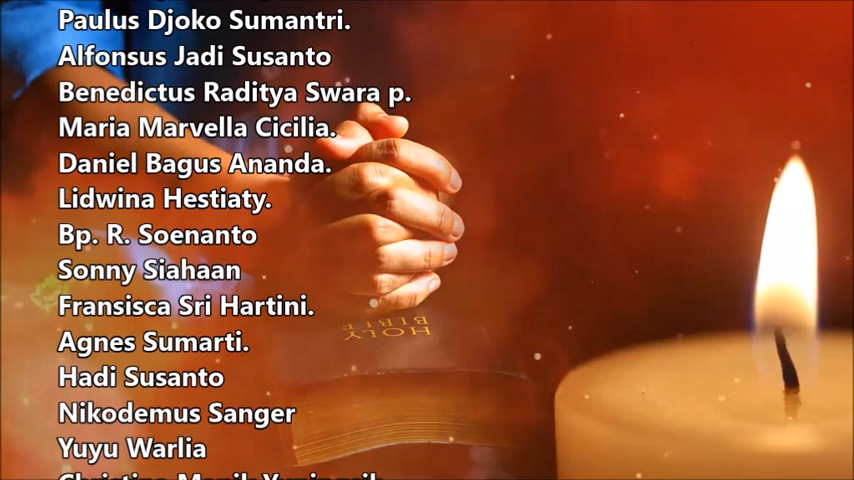 Paulus Djoko Sumantri.
Alfonsus Jadi Susanto
Benedictus Raditya Swara p.
Maria Marvella Cicilia.
Daniel Bagus Ananda.
Lidwina Hestiaty.
Bp. R. Soenanto
Sonny Siahaan
Fransisca Sri Hartini.
HOLY
BIBLE
Agnes Sumarti.
Hadi Susanto
Nikodemus Sanger
Yuyu Warlia